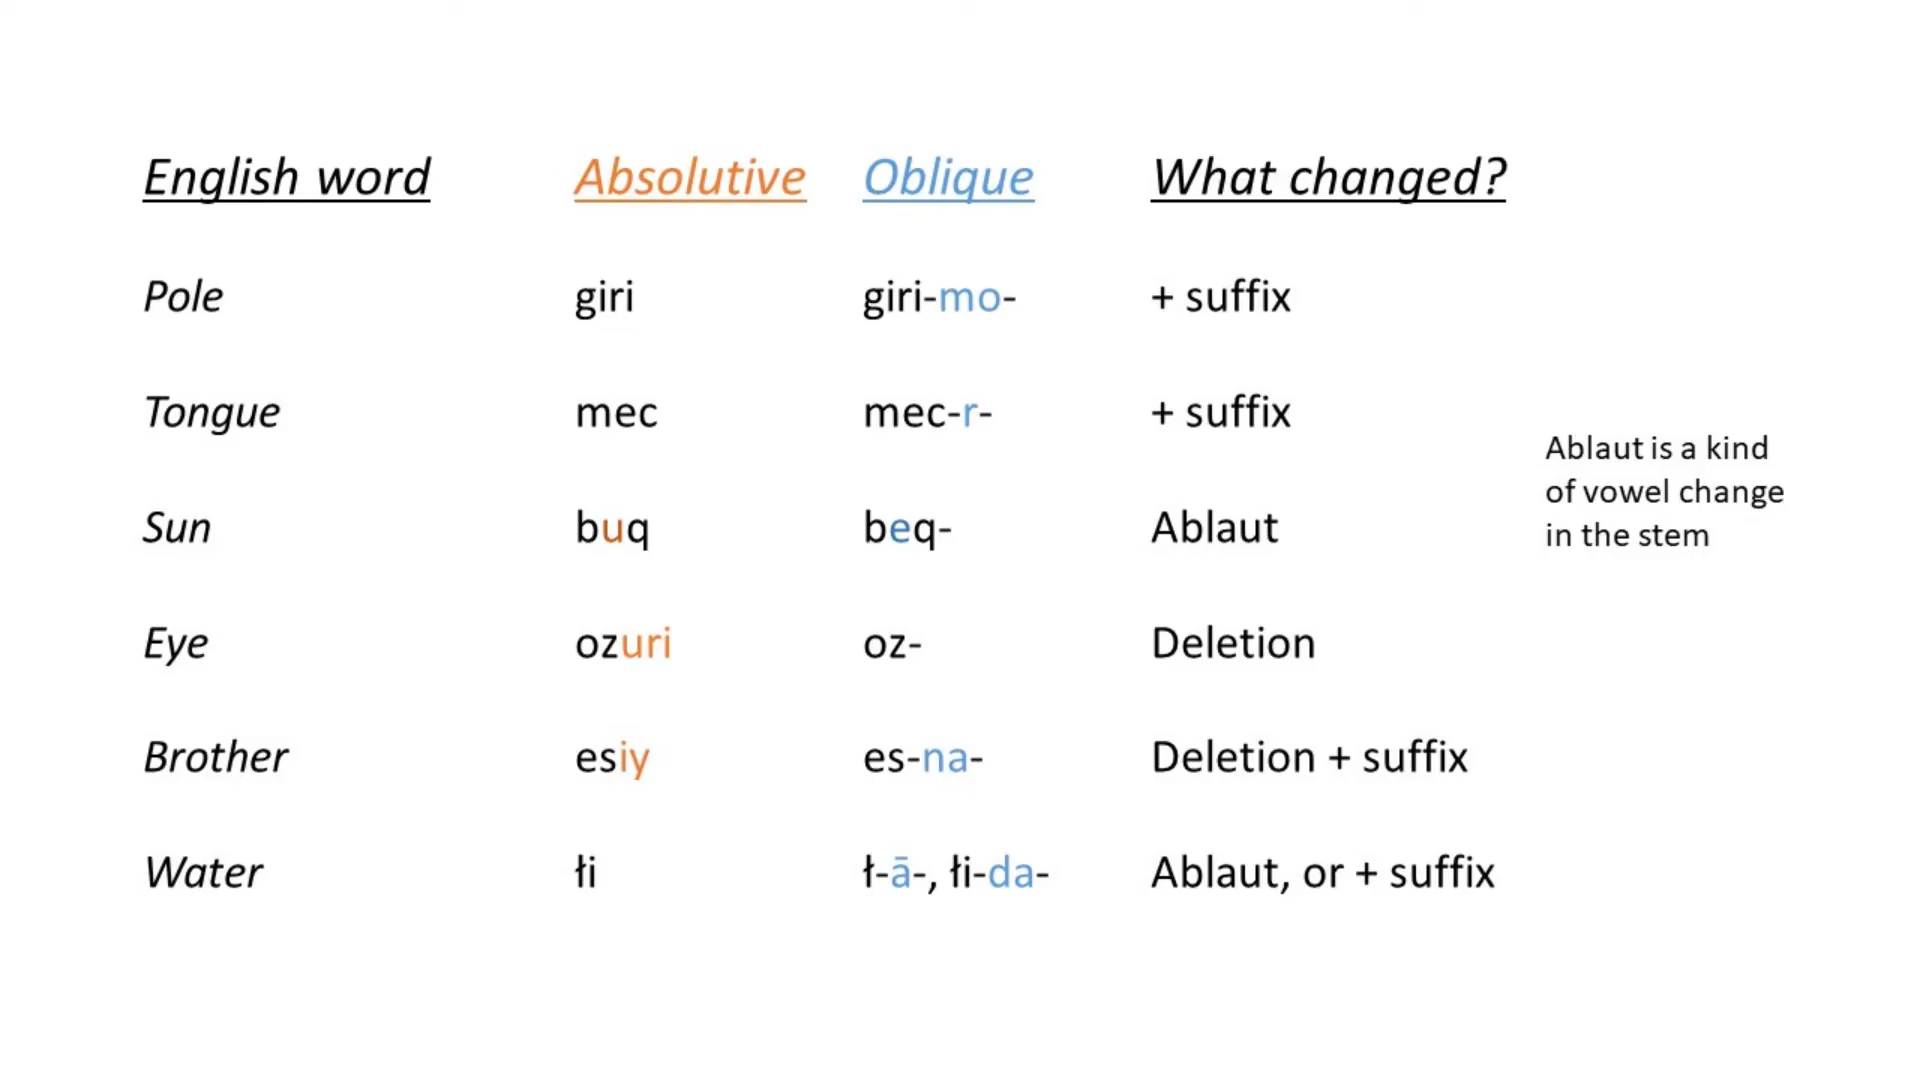 English word Absolutive Oblique What changed?
Pole giri giri-mo- + suffix
Tongue mec mec-r- + suffix
Sun buq beq- Ablaut
Ablaut is a kind
of vowel change
in the stem
Eye ozuri oz- Deletion
Brother esiy es-na- Deletion + suffix
Water łi ł-ā-, łi-da- Ablaut, or + suffix